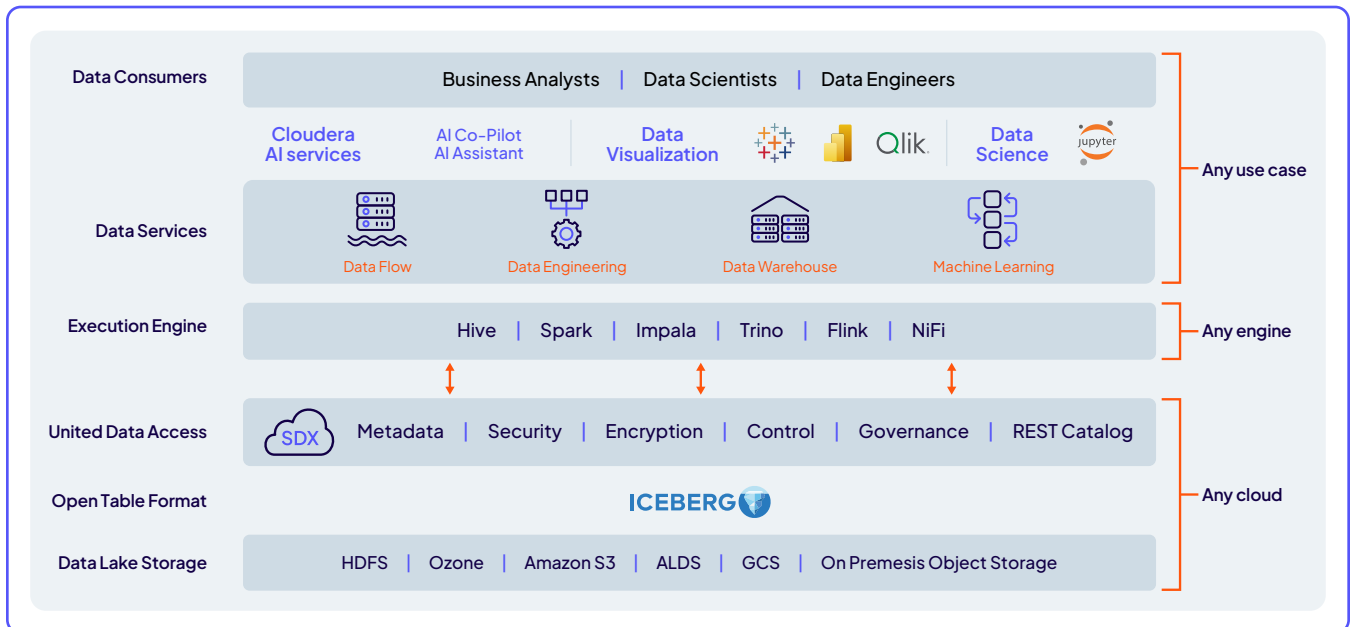 Data Consumers
Business Analysts | Data Scientists | Data Engineers
Cloudera
AI services
AI Co-Pilot
AI Assistant
Data
Visualization
Qlik
Data
Science
jupyter
Any use case
Data Services
Data Flow
Data Engineering
Data Warehouse
Machine Learning
Execution Engine
Hive | Spark | Impala | Trino | Flink | NiFi
Any engine
United Data Access
SDX
Metadata | Security | Encryption | Control | Governance | REST Catalog
Open Table Format
ICEBERG
Any cloud
Data Lake Storage
HDFS | Ozone | Amazon S3 | ALDS | GCS | On Premesis Object Storage